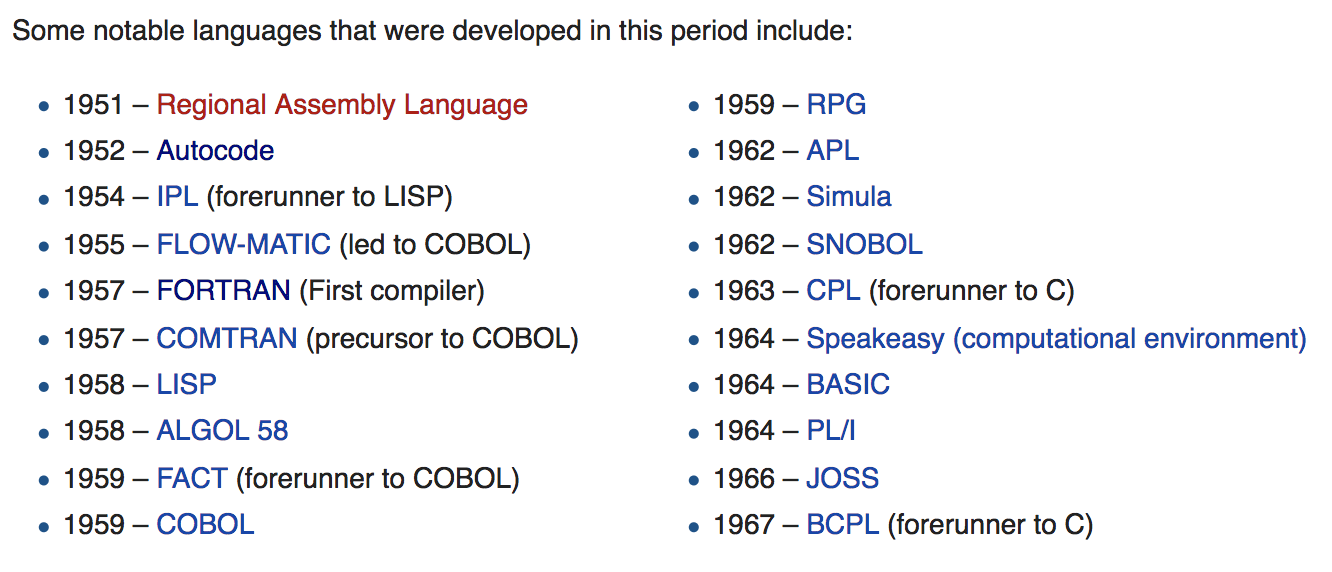 Some notable languages that were developed in this period include:
• 1951 – Regional Assembly Language
• 1952 – Autocode
• 1954 – IPL (forerunner to LISP)
• 1955 – FLOW-MATIC (led to COBOL)
• 1957 – FORTRAN (First compiler)
• 1957 – COMTRAN (precursor to COBOL)
• 1958 – LISP
• 1958 – ALGOL 58
• 1959 – FACT (forerunner to COBOL)
• 1959 – COBOL
• 1959 – RPG
• 1962 – APL
• 1962 – Simula
• 1962 – SNOBOL
• 1963 – CPL (forerunner to C)
• 1964 – Speakeasy (computational environment)
• 1964 – BASIC
• 1964 – PL/I
• 1966 – JOSS
• 1967 – BCPL (forerunner to C)